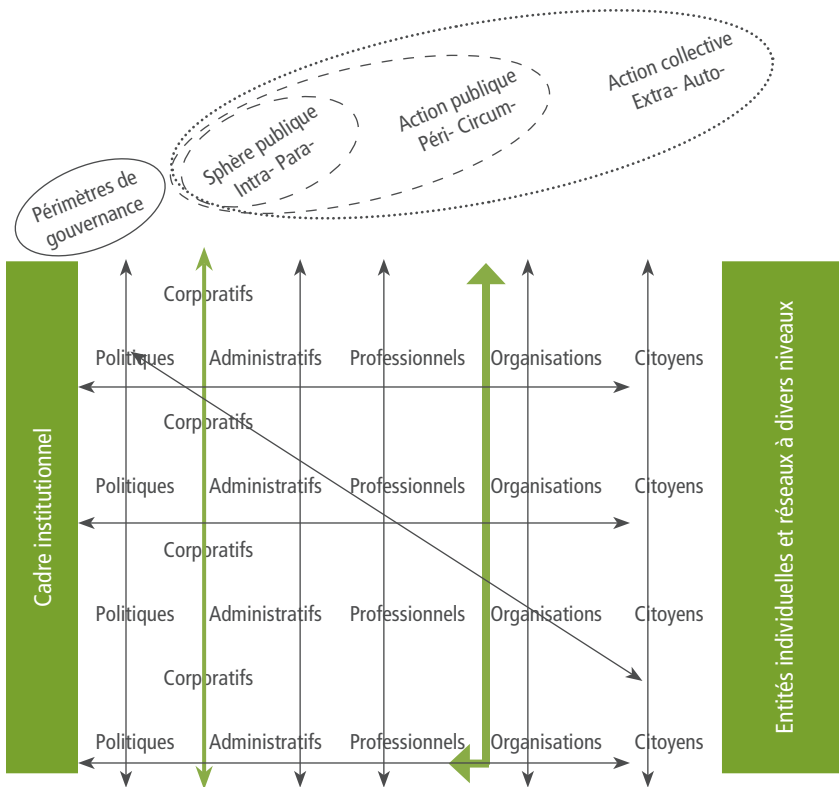 Action collective
Extra- Auto-
Action publique
Péri- Circum-
Sphère publique
Intra- Para-
Périmètres de
gouvernance
Cadre institutionnel
Corporatifs
Politiques Administratifs Professionnels Organisations Citoyens
Corporatifs
Politiques Administratifs Professionnels Organisations Citoyens
Corporatifs
Politiques Administratifs Professionnels Organisations Citoyens
Corporatifs
Politiques Administratifs Professionnels Organisations Citoyens
Entités individuelles et réseaux à divers niveaux